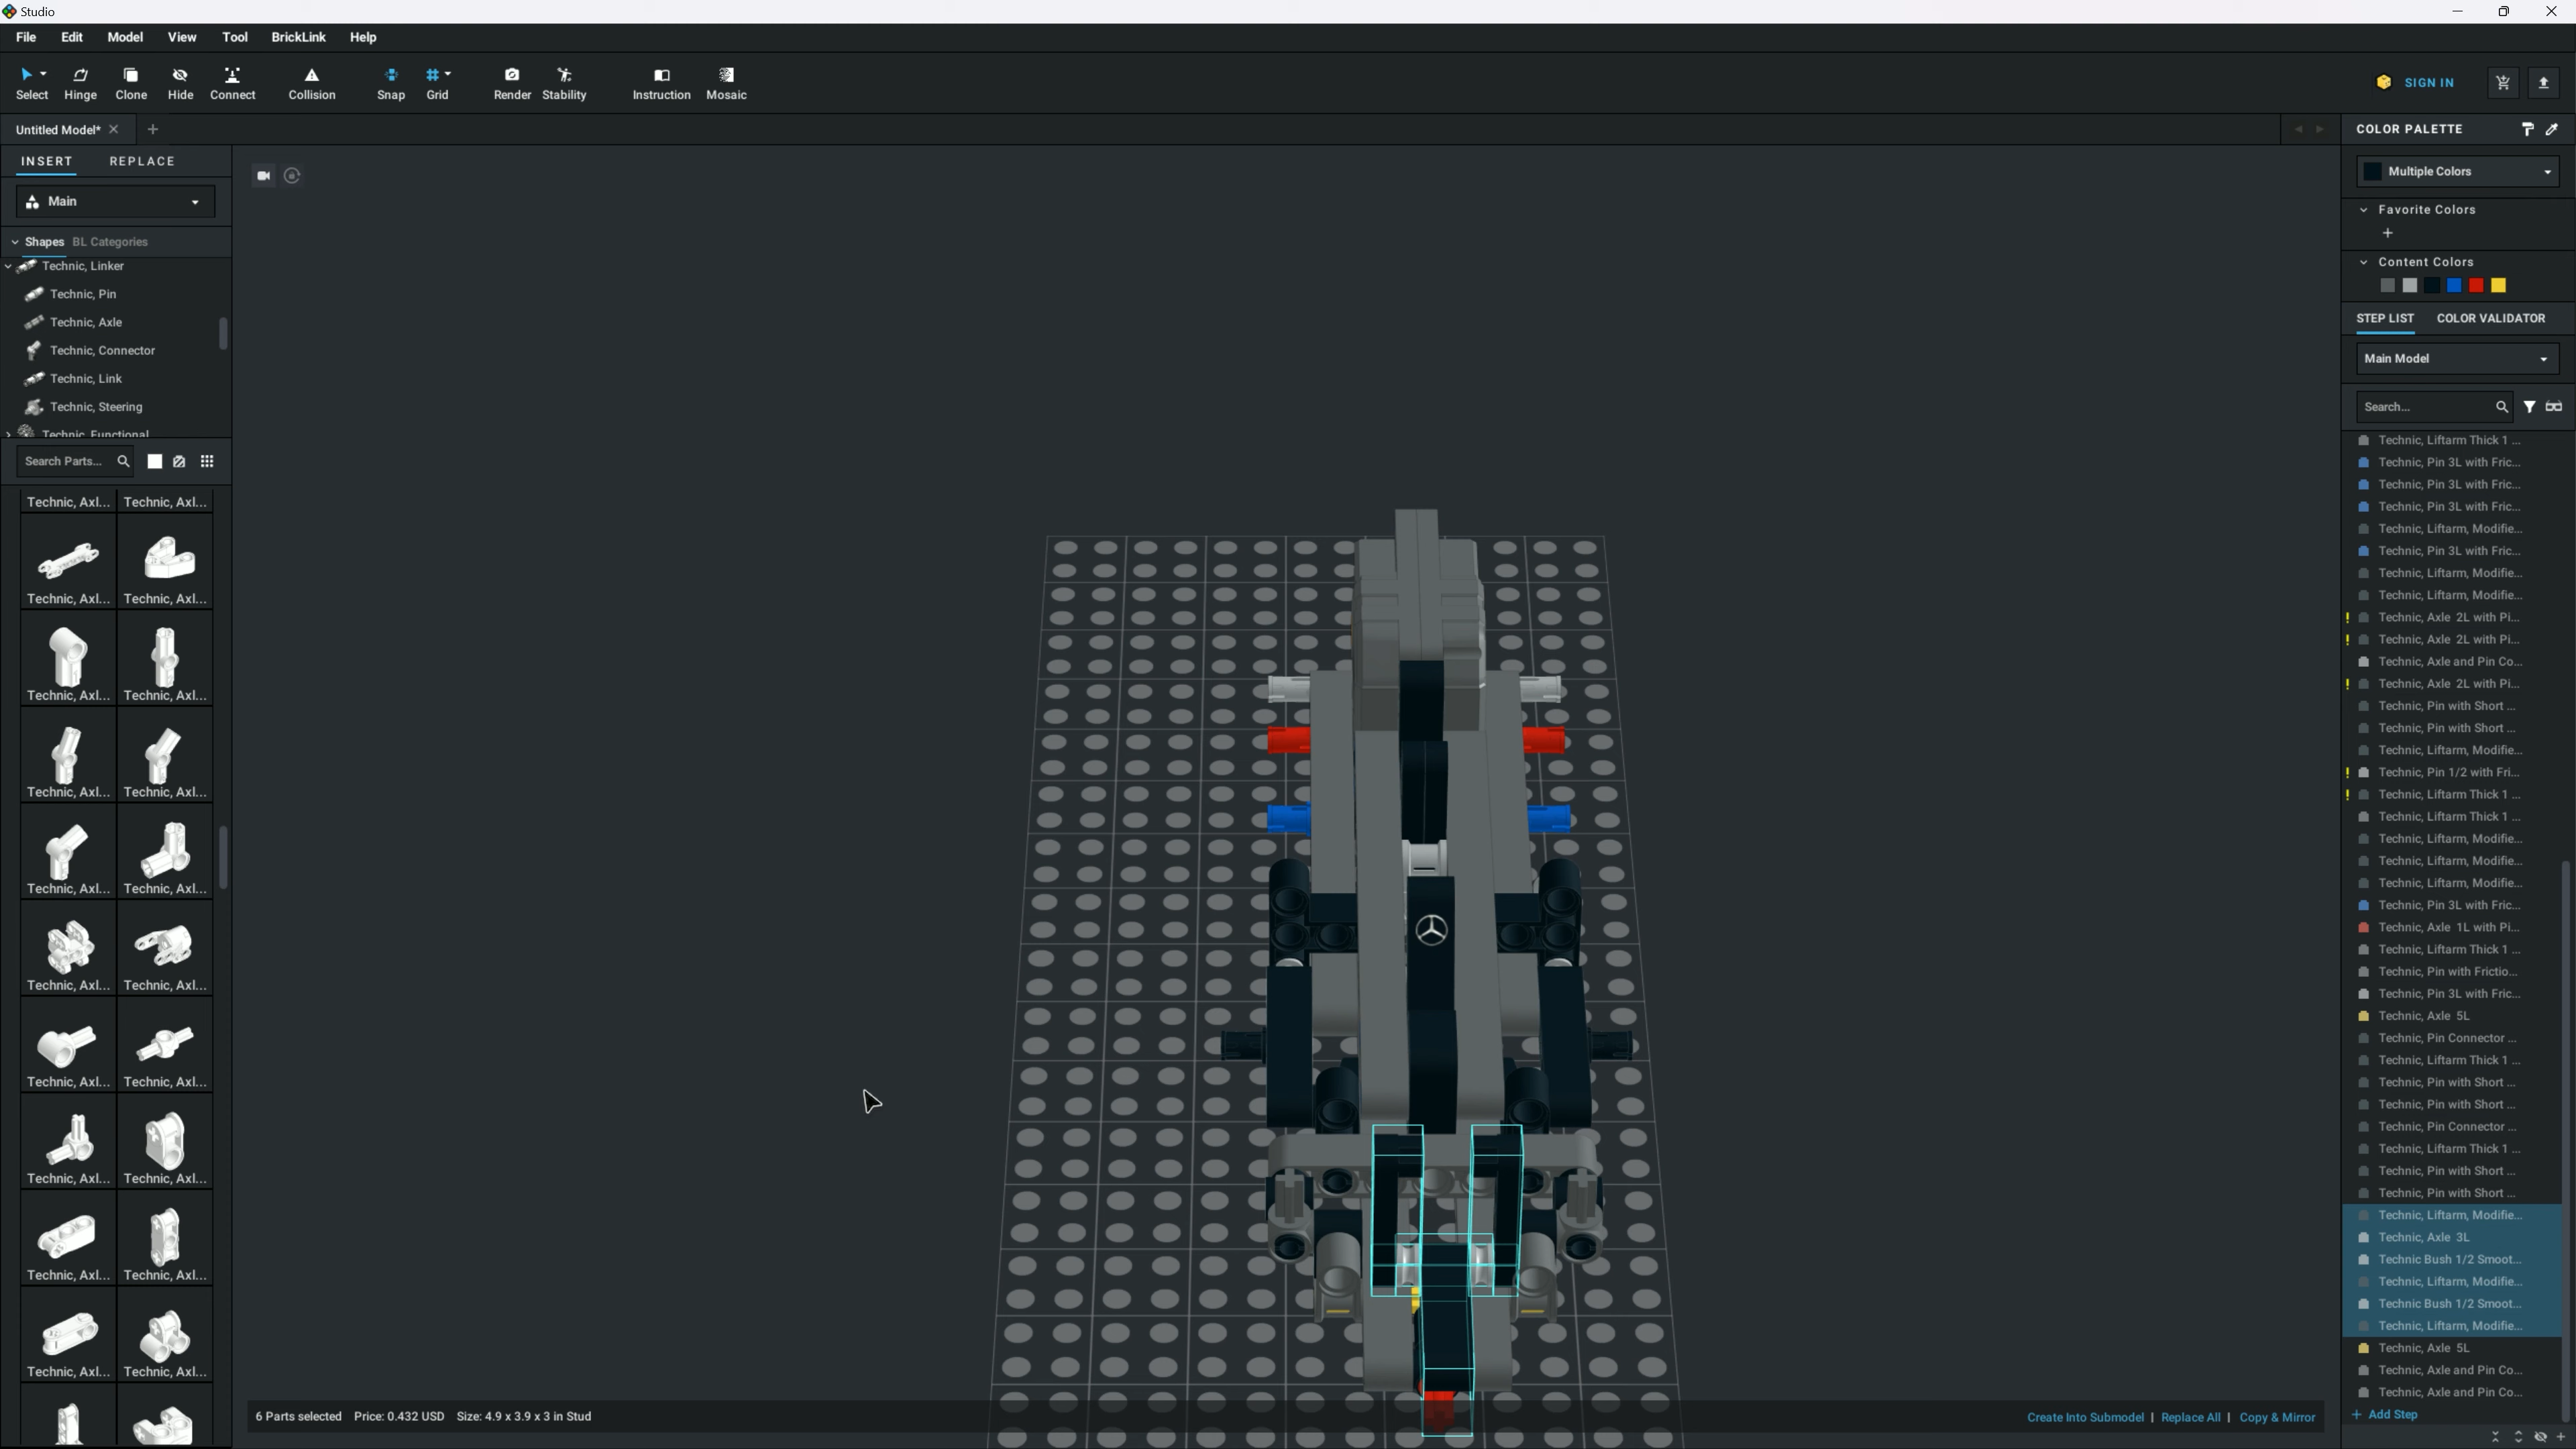 Studio
File Edit Model View Tool BrickLink Help
Select Hinge Clone Hide Connect Collision Snap Grid Render Stability Instruction Mosaic
SIGN IN
Untitled Model*
INSERT REPLACE
Main
Shapes BL Categories
Technic, Linker
Technic, Pin
Technic, Axle
Technic, Connector
Technic, Link
Technic, Steering
Technic, Functional
Search Parts...
Technic, Axl... Technic, Axl...
Technic, Axl... Technic, Axl...
Technic, Axl... Technic, Axl...
Technic, Axl... Technic, Axl...
Technic, Axl... Technic, Axl...
Technic, Axl... Technic, Axl...
Technic, Axl... Technic, Axl...
Technic, Axl... Technic, Axl...
Technic, Axl... Technic, Axl...
Technic, Axl... Technic, Axl...
6 Parts selected Price: 0.432 USD Size: 4.9 x 3.9 x 3 in Stud
Create Into Submodel | Replace All | Copy & Mirror
COLOR PALETTE
Multiple Colors
Favorite Colors
+
Content Colors
STEP LIST COLOR VALIDATOR
Main Model
Search...
Technic, Liftarm Thick 1 ...
Technic, Pin 3L with Fric...
Technic, Pin 3L with Fric...
Technic, Pin 3L with Fric...
Technic, Liftarm, Modifie...
Technic, Pin 3L with Fric...
Technic, Liftarm, Modifie...
Technic, Liftarm, Modifie...
! Technic, Axle 2L with Pi...
! Technic, Axle 2L with Pi...
Technic, Axle and Pin Co...
! Technic, Axle 2L with Pi...
Technic, Pin with Short ...
Technic, Pin with Short ...
Technic, Liftarm, Modifie...
! Technic, Pin 1/2 with Fri...
! Technic, Liftarm Thick 1 ...
Technic, Liftarm Thick 1 ...
Technic, Liftarm, Modifie...
Technic, Liftarm, Modifie...
Technic, Liftarm, Modifie...
Technic, Pin 3L with Fric...
Technic, Axle 1L with Pi...
Technic, Liftarm Thick 1 ...
Technic, Pin with Frictio...
Technic, Pin 3L with Fric...
Technic, Axle 5L
Technic, Pin Connector ...
Technic, Liftarm Thick 1 ...
Technic, Pin with Short ...
Technic, Pin with Short ...
Technic, Pin Connector ...
Technic, Liftarm Thick 1 ...
Technic, Pin with Short ...
Technic, Pin with Short ...
Technic, Liftarm, Modifie...
Technic, Axle 3L
Technic Bush 1/2 Smoot...
Technic, Liftarm, Modifie...
Technic Bush 1/2 Smoot...
Technic, Liftarm, Modifie...
Technic, Axle 5L
Technic, Axle and Pin Co...
Technic, Axle and Pin Co...
+ Add Step